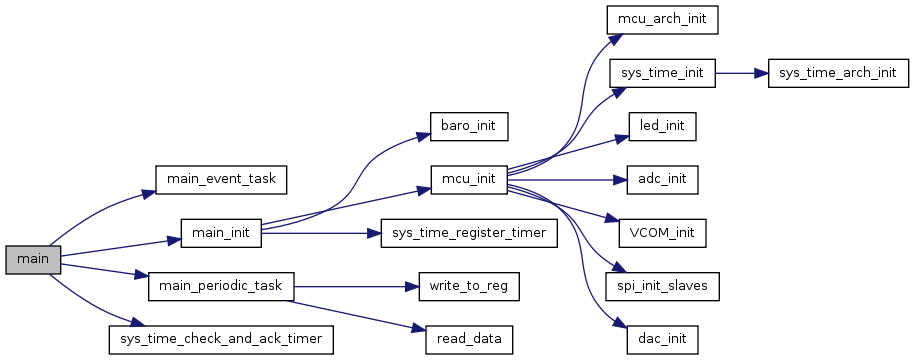 main
main_event_task
main_init
baro_init
mcu_init
mcu_arch_init
sys_time_init
sys_time_arch_init
led_init
adc_init
VCOM_init
spi_init_slaves
dac_init
sys_time_register_timer
main_periodic_task
write_to_reg
read_data
sys_time_check_and_ack_timer